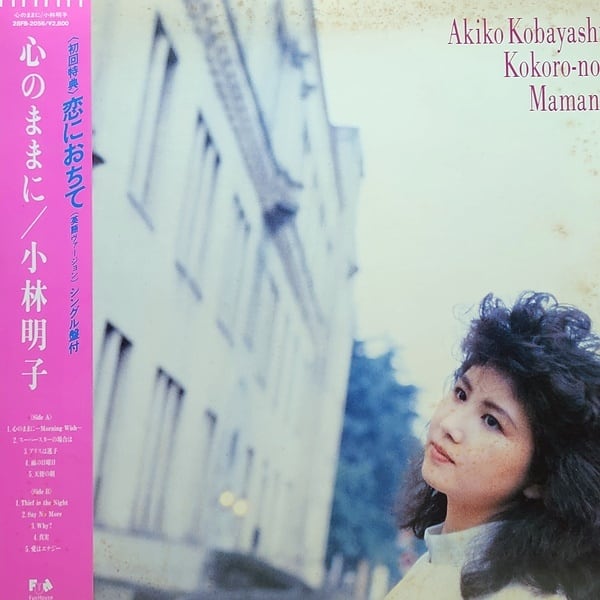 心のままに／小林明子
28FB-2056/¥2,800
心のままに／小林明子
〈初回特典〉恋におちて〈英語ヴァージョン〉シングル盤付
〈Side A〉
1.心のままに～Morning Wish～
2.スーパースターの場合は
3.アリスは迷子
4.雨の日曜日
5.天使の朝
〈Side B〉
1.Thief in the Night
2.Say No More
3.Why?
4.真実
5.愛はエナジー
FunHouse
Akiko Kobayashi
Kokoro-no
Mamani